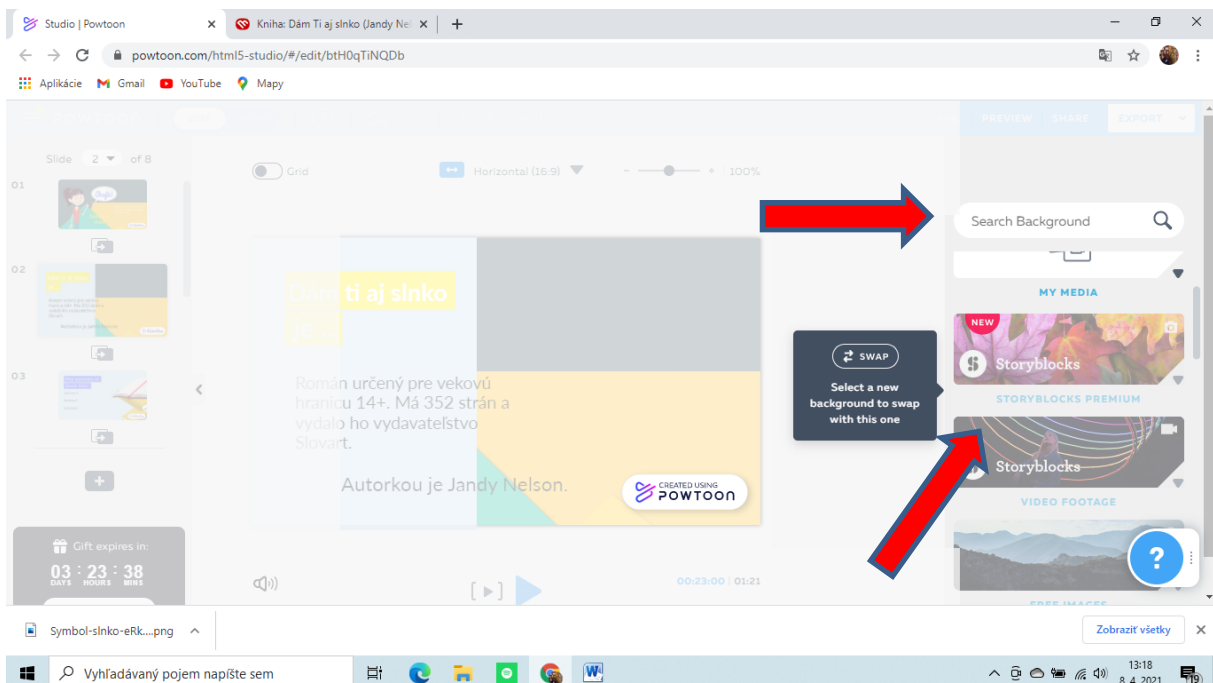 Studio | Powtoon
Kniha: Dám Ti aj slnko (Jandy Nel
powtoon.com/html5-studio/#/edit/btH0qTiNQDb
Aplikácie
Gmail
YouTube
Mapy
PREVIEW
SHARE
EXPORT
Slide 2 of 8
Grid
Horizontal (16:9)
- + 100%
01
02
03
Search Background
MY MEDIA
NEW
Storyblocks
STORYBLOCKS PREMIUM
Storyblocks
VIDEO FOOTAGE
FREE IMAGES
SWAP
Select a new
background to swap
with this one
Dám ti aj slnko
Román určený pre vekovú
hranicu 14+. Má 352 strán a
vydalo ho vydavateľstvo
Slovart.
Autorkou je Jandy Nelson.
CREATED USING
POWTOON
Gift expires in:
03 : 23 : 38
DAYS HOURS MINS
00:23:00 | 01:21
?
Symbol-slnko-eRk....png
Zobraziť všetky
Vyhľadávaný pojem napíšte sem
13:18
8. 4. 2021
19